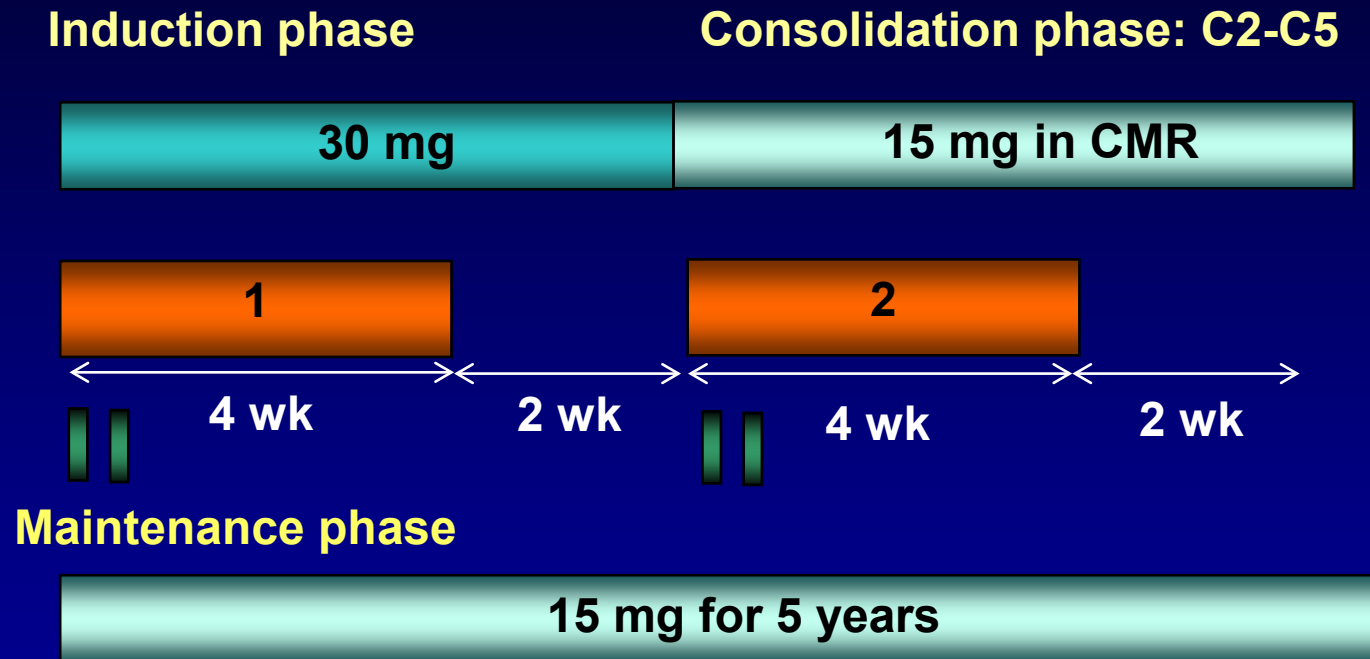 Induction phase
Consolidation phase: C2-C5
30 mg
15 mg in CMR
1
2
4 wk
2 wk
4 wk
2 wk
Maintenance phase
15 mg for 5 years